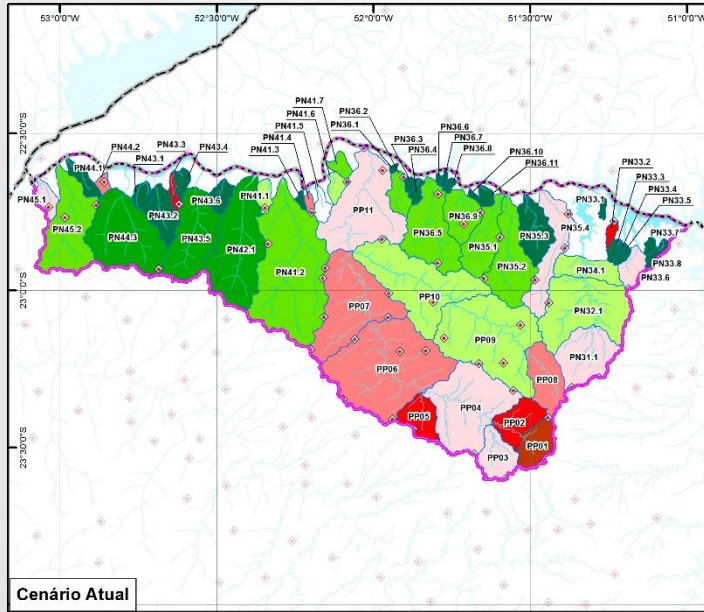 53°0'0"O 52°30'0"O 52°0'0"O 51°30'0"O 51°0'0"O
22°30'0"S
23°0'0"S
23°30'0"S
PN41.7
PN41.6
PN41.5
PN41.4
PN41.3
PN36.2
PN36.1
PN36.3
PN36.4
PN36.6
PN36.7
PN36.8
PN36.10
PN36.11
PN44.1
PN44.2
PN43.1
PN43.3
PN43.4
PN33.2
PN33.3
PN33.4
PN33.5
PN33.1
PN45.1
PN43.2
PN43.6
PN41.1
PP11
PN36.9
PN35.4
PN33.7
PN45.2
PN44.3
PN43.5
PN42.1
PN36.5
PN35.1
PN35.3
PN33.8
PN33.6
PN41.2
PN35.2
PN34.1
PP07
PP10
PN32.1
PP09
PP06
PP08
PN31.1
PP05
PP04
PP02
PP01
PP03
Cenário Atual